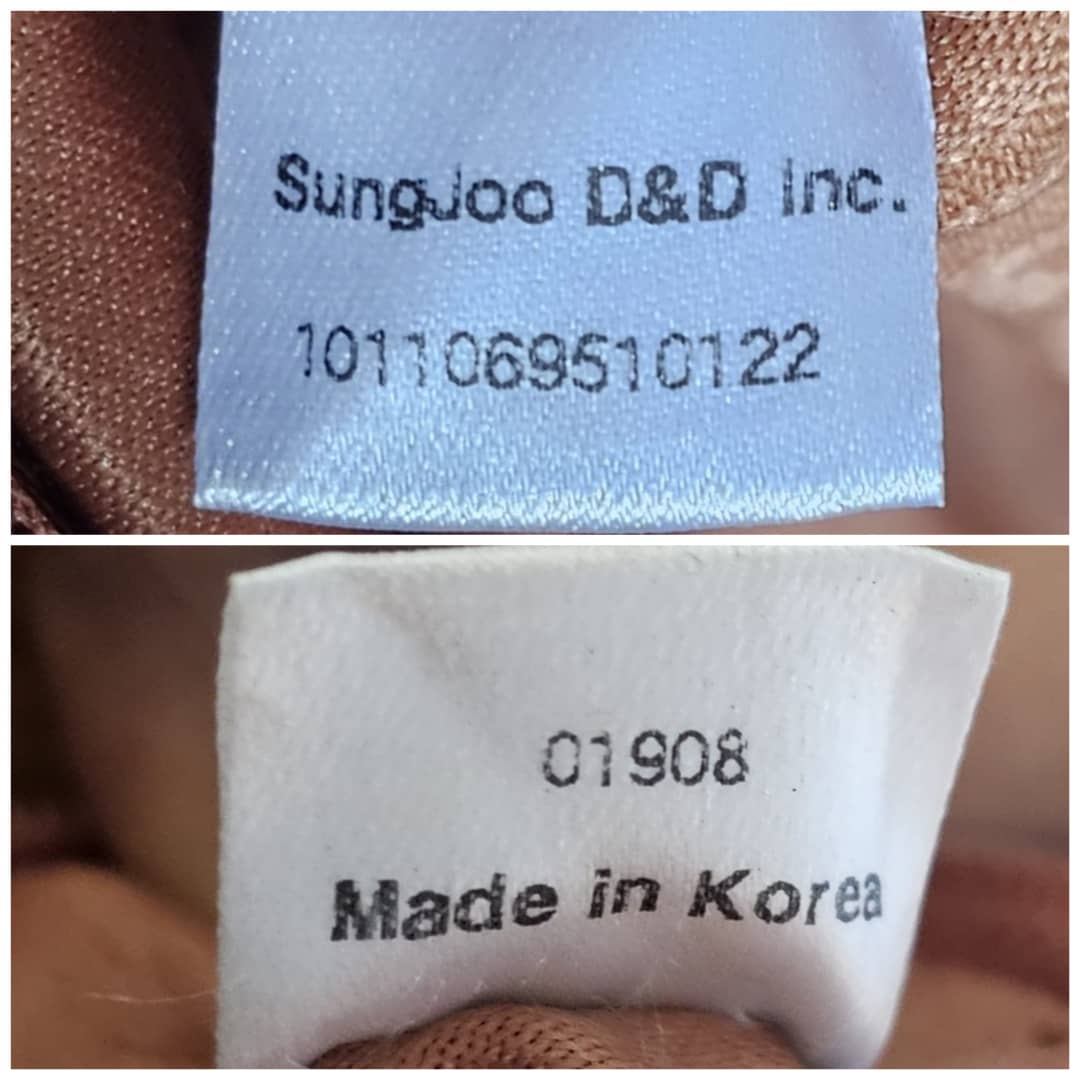 SungJoo D&D Inc.
1011069510122
01908
Made in Korea